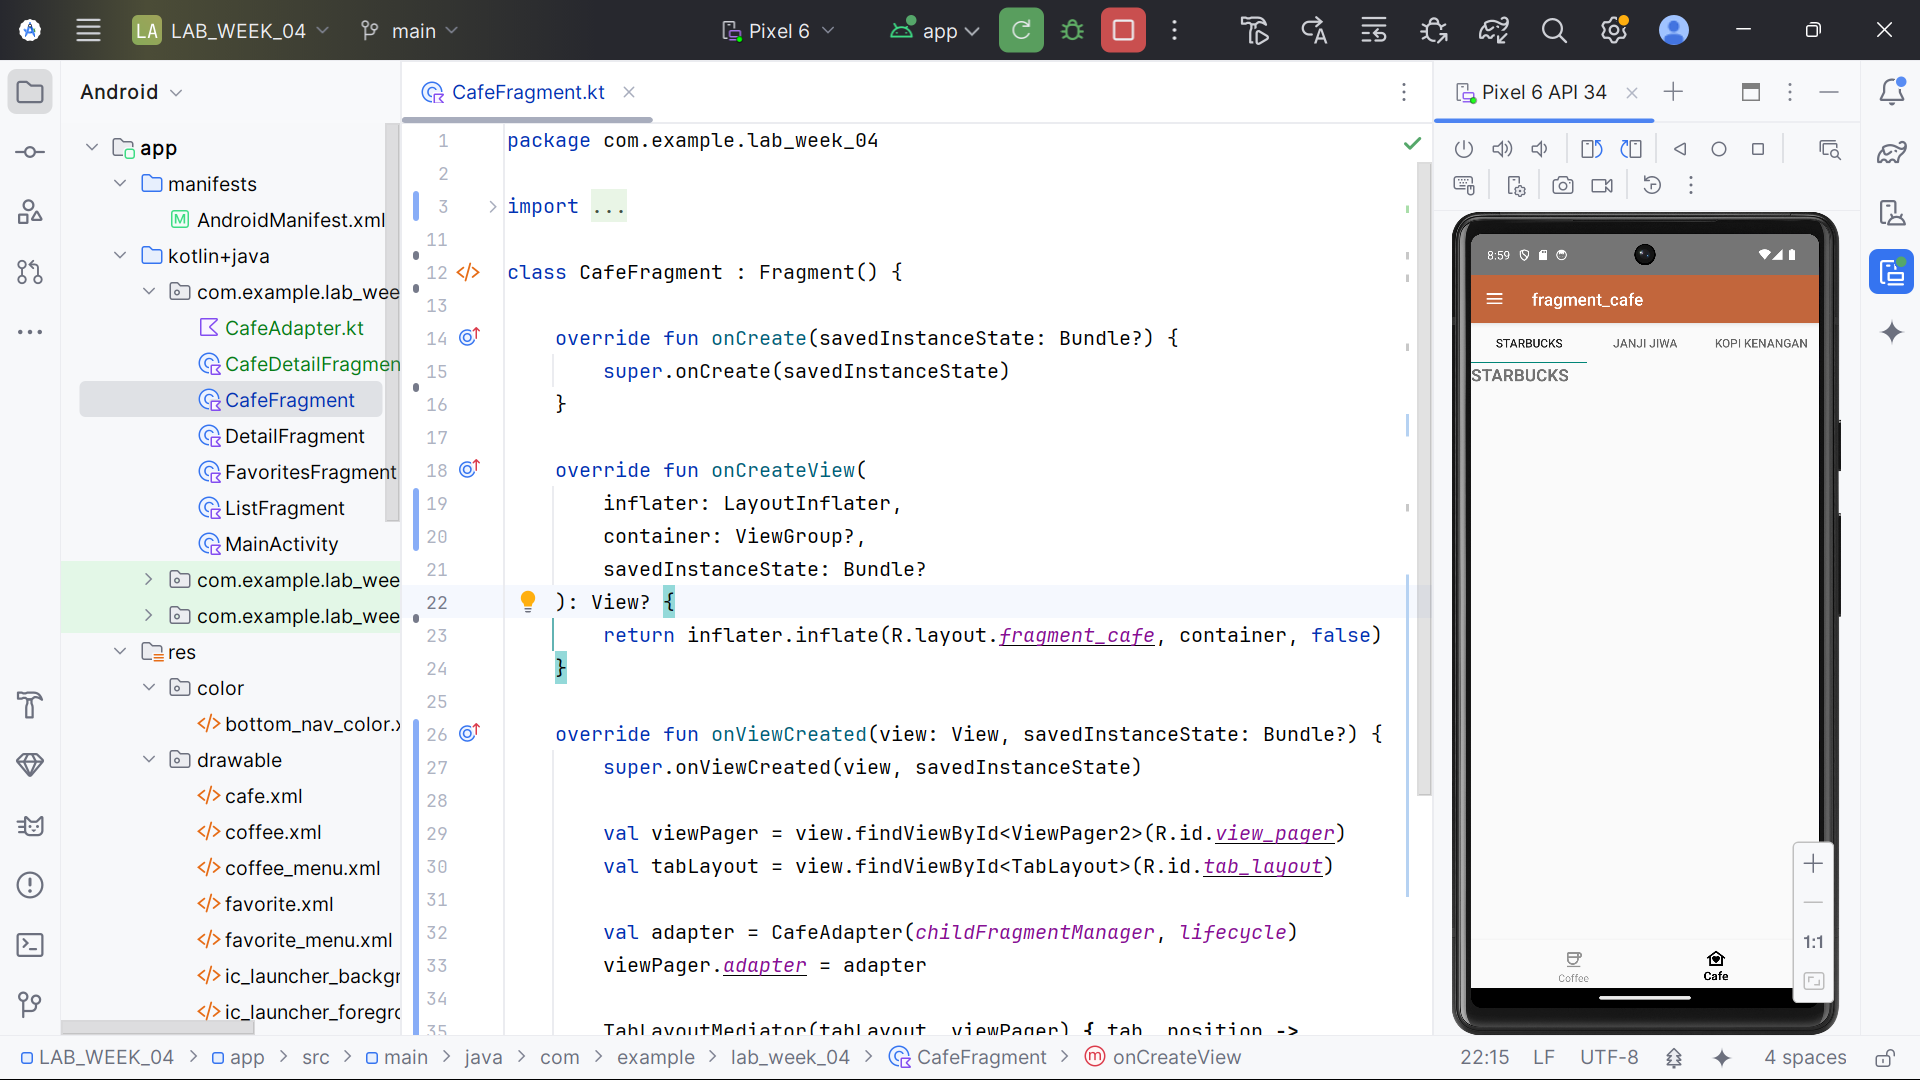 LA LAB_WEEK_04 main Pixel 6 app
Android
app
manifests
AndroidManifest.xml
kotlin+java
com.example.lab_wee
CafeAdapter.kt
CafeDetailFragmen
CafeFragment
DetailFragment
FavoritesFragment
ListFragment
MainActivity
com.example.lab_wee
com.example.lab_wee
res
color
bottom_nav_color.x
drawable
cafe.xml
coffee.xml
coffee_menu.xml
favorite.xml
favorite_menu.xml
ic_launcher_backgr
ic_launcher_foregro
CafeFragment.kt
1 package com.example.lab_week_04
2
3 import ...
11
12 class CafeFragment : Fragment() {
13
14 override fun onCreate(savedInstanceState: Bundle?) {
15 super.onCreate(savedInstanceState)
16 }
17
18 override fun onCreateView(
19 inflater: LayoutInflater,
20 container: ViewGroup?,
21 savedInstanceState: Bundle?
22 ): View? {
23 return inflater.inflate(R.layout.fragment_cafe, container, false)
24 }
25
26 override fun onViewCreated(view: View, savedInstanceState: Bundle?) {
27 super.onViewCreated(view, savedInstanceState)
28
29 val viewPager = view.findViewById<ViewPager2>(R.id.view_pager)
30 val tabLayout = view.findViewById<TabLayout>(R.id.tab_layout)
31
32 val adapter = CafeAdapter(childFragmentManager, lifecycle)
33 viewPager.adapter = adapter
34
35 TabLayoutMediator(tabLayout, viewPager) { tab, position ->
Pixel 6 API 34
8:59
fragment_cafe
STARBUCKS JANJI JIWA KOPI KENANGAN
STARBUCKS
Coffee Cafe
1:1
LAB_WEEK_04 > app > src > main > java > com > example > lab_week_04 > CafeFragment > onCreateView
22:15 LF UTF-8 4 spaces